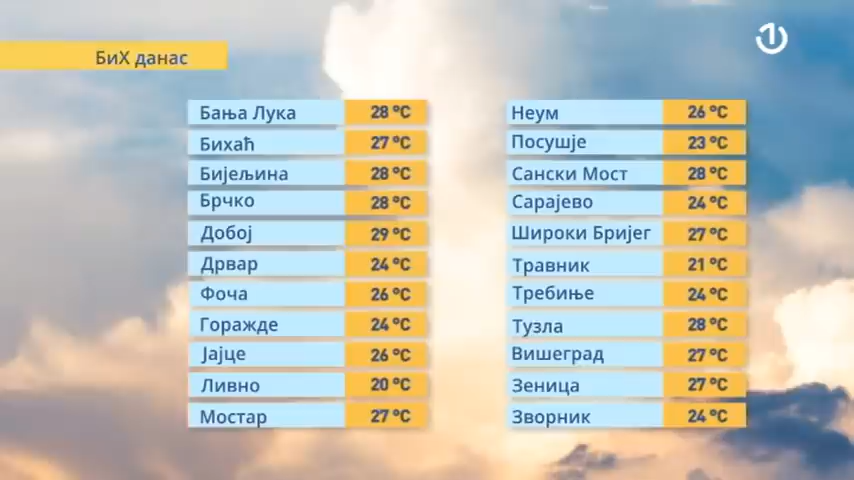 БиХ данас
Бања Лука 28 °C
Бихаћ 27 °C
Бијељина 28 °C
Брчко 28 °C
Добој 29 °C
Дрвар 24 °C
Фоча 26 °C
Горажде 24 °C
Јајце 26 °C
Ливно 20 °C
Мостар 27 °C
Неум 26 °C
Посушје 23 °C
Сански Мост 28 °C
Сарајево 24 °C
Широки Бријег 27 °C
Травник 21 °C
Требиње 24 °C
Тузла 28 °C
Вишеград 27 °C
Зеница 27 °C
Зворник 24 °C
1